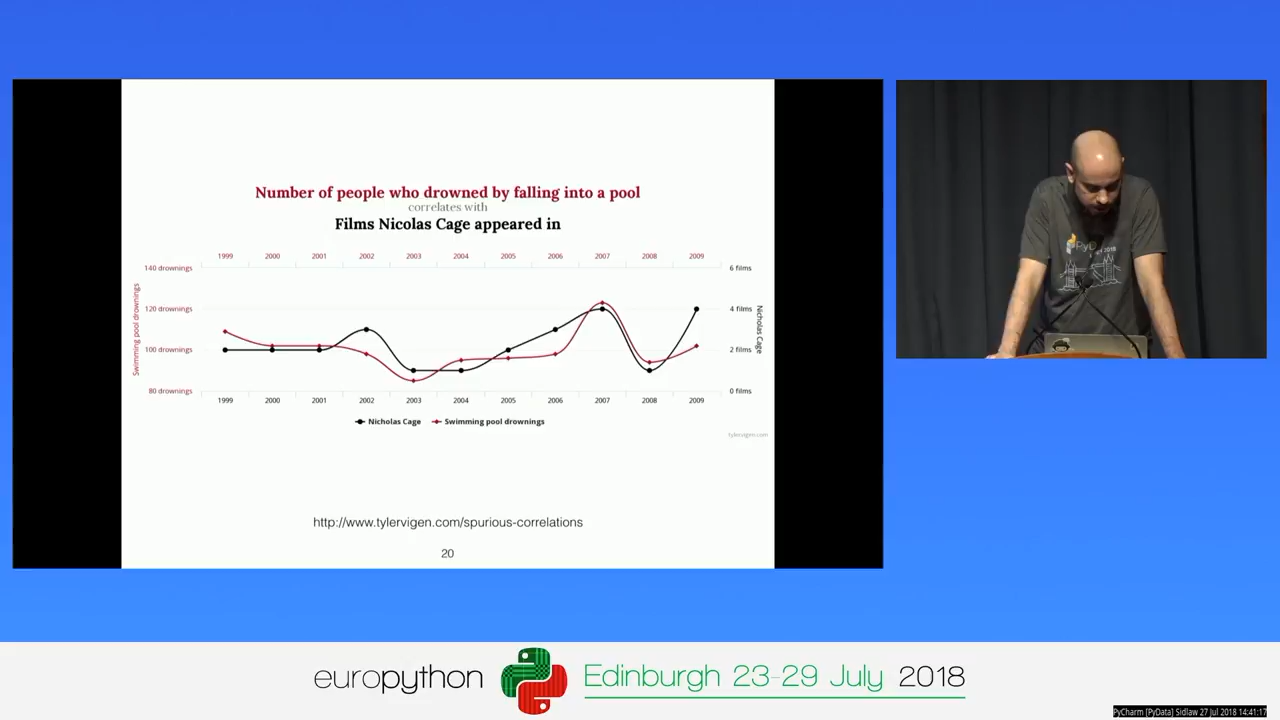 Number of people who drowned by falling into a pool
correlates with
Films Nicolas Cage appeared in
1999 2000 2001 2002 2003 2004 2005 2006 2007 2008 2009
140 drownings 6 films
120 drownings 4 films
100 drownings 2 films
80 drownings 0 films
Swimming pool drownings
Nicholas Cage
1999 2000 2001 2002 2003 2004 2005 2006 2007 2008 2009
Nicholas Cage Swimming pool drownings
tylervigen.com
http://www.tylervigen.com/spurious-correlations
20
PyData 2018
europython Edinburgh 23-29 July 2018
PyCharm [PyData] Sidlaw 27 Jul 2018 14:41:17